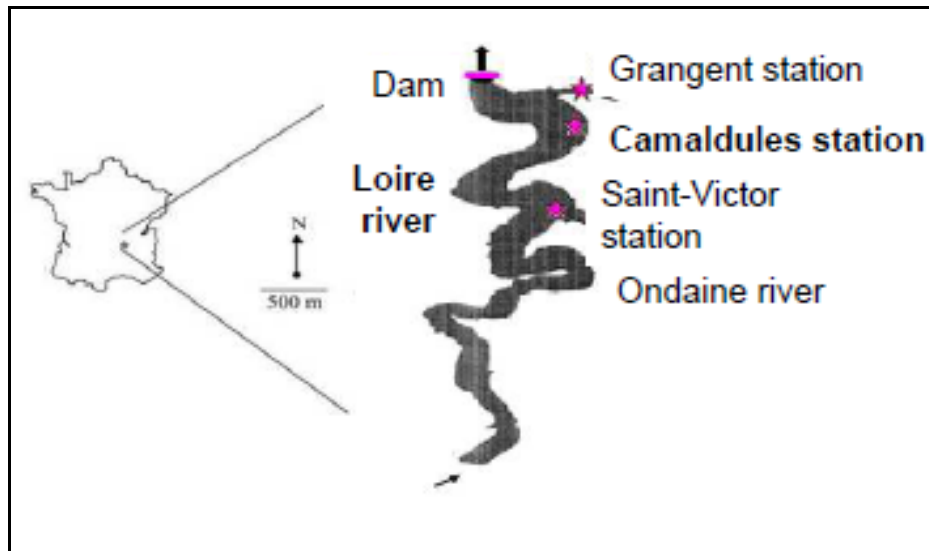 Grangent station
Dam
Camaldules station
Loire
river
Saint-Victor
station
N
500 m
Ondaine river